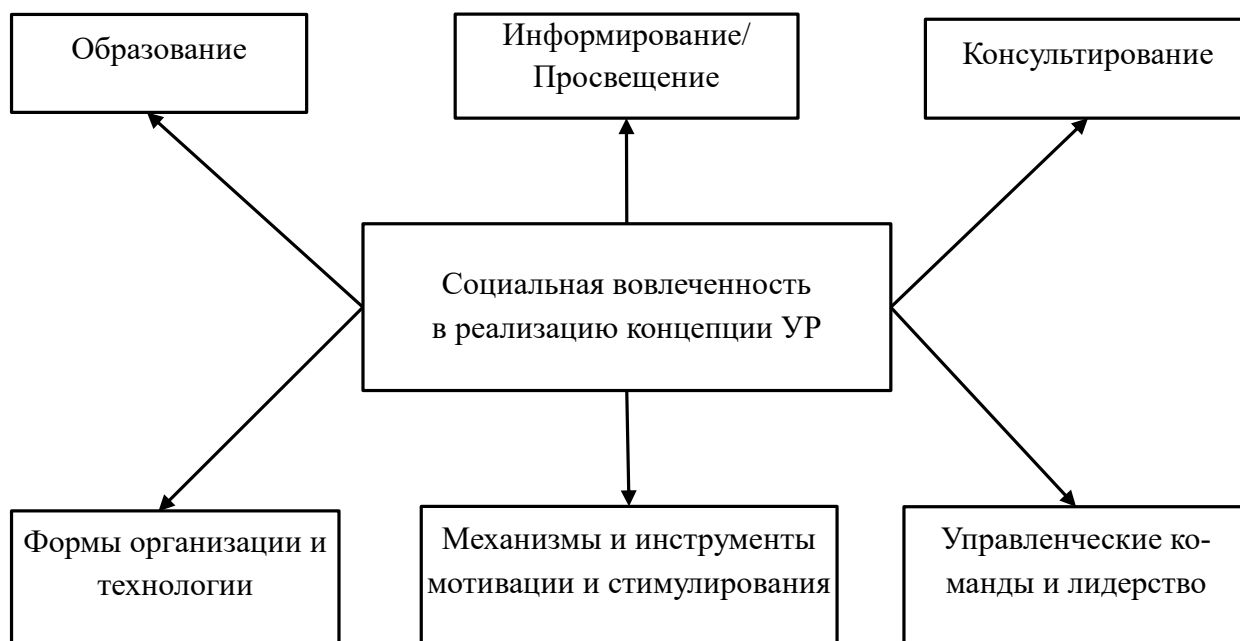 Образование
Информирование/
Просвещение
Консультирование
Социальная вовлеченность
в реализацию концепции УР
Формы организации и
технологии
Механизмы и инструменты
мотивации и стимулирования
Управленческие ко-
манды и лидерство